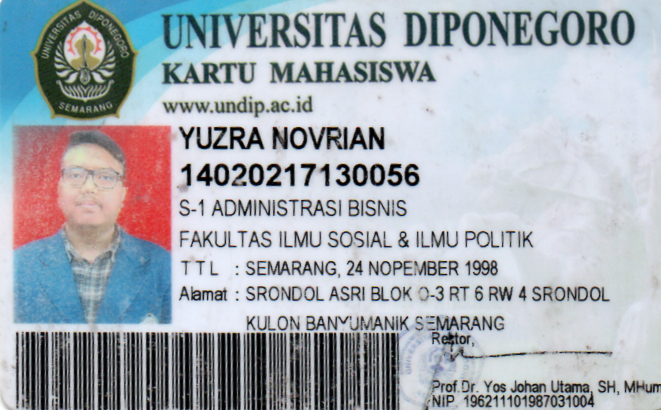 UNIVERSITAS DIPONEGORO
SEMARANG
UNIVERSITAS DIPONEGORO
KARTU MAHASISWA
www.undip.ac.id
YUZRA NOVRIAN
14020217130056
S-1 ADMINISTRASI BISNIS
FAKULTAS ILMU SOSIAL & ILMU POLITIK
T T L : SEMARANG, 24 NOPEMBER 1998
Alamat : SRONDOL ASRI BLOK O-3 RT 6 RW 4 SRONDOL
KULON BANYUMANIK SEMARANG
Rektor,
Prof.Dr. Yos Johan Utama, SH, MHum
NIP. 196211101987031004